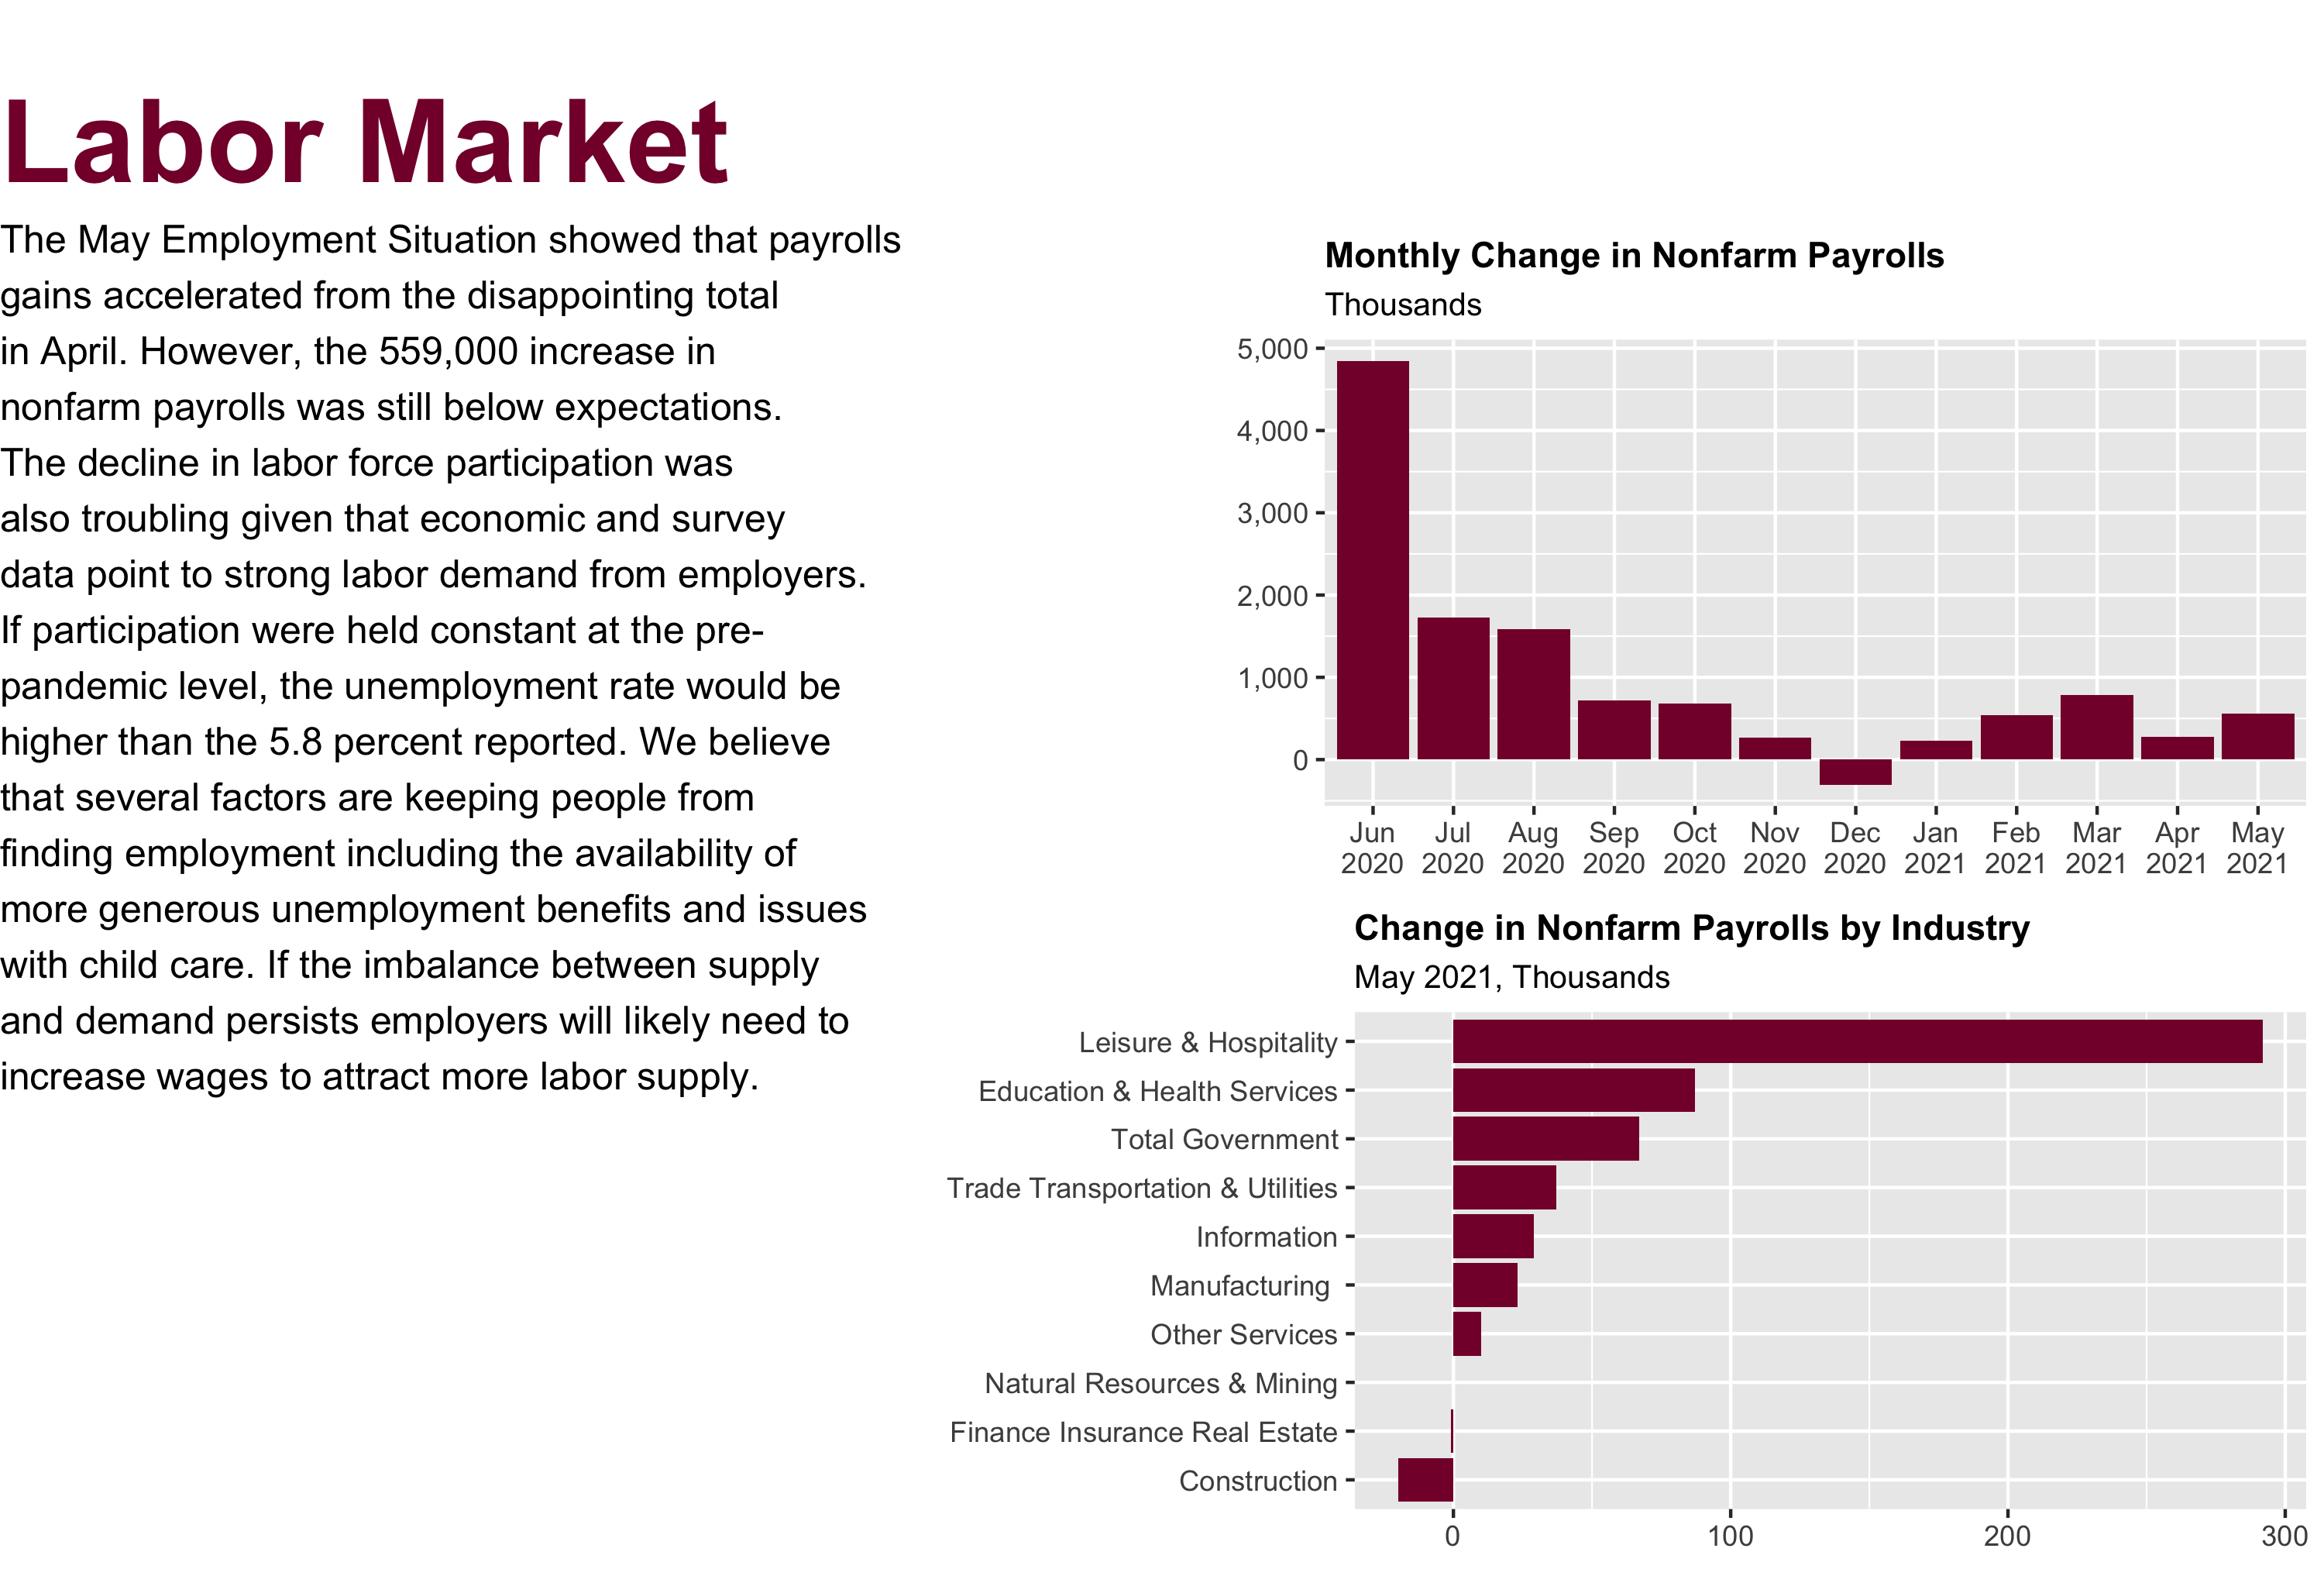 Labor Market
The May Employment Situation showed that payrolls
gains accelerated from the disappointing total
in April. However, the 559,000 increase in
nonfarm payrolls was still below expectations.
The decline in labor force participation was
also troubling given that economic and survey
data point to strong labor demand from employers.
If participation were held constant at the pre-
pandemic level, the unemployment rate would be
higher than the 5.8 percent reported. We believe
that several factors are keeping people from
finding employment including the availability of
more generous unemployment benefits and issues
with child care. If the imbalance between supply
and demand persists employers will likely need to
increase wages to attract more labor supply.
Monthly Change in Nonfarm Payrolls
Thousands
5,000
4,000
3,000
2,000
1,000
0
Jun Jul Aug Sep Oct Nov Dec Jan Feb Mar Apr May
2020 2020 2020 2020 2020 2020 2020 2021 2021 2021 2021 2021
Change in Nonfarm Payrolls by Industry
May 2021, Thousands
Leisure & Hospitality
Education & Health Services
Total Government
Trade Transportation & Utilities
Information
Manufacturing
Other Services
Natural Resources & Mining
Finance Insurance Real Estate
Construction
0 100 200 300